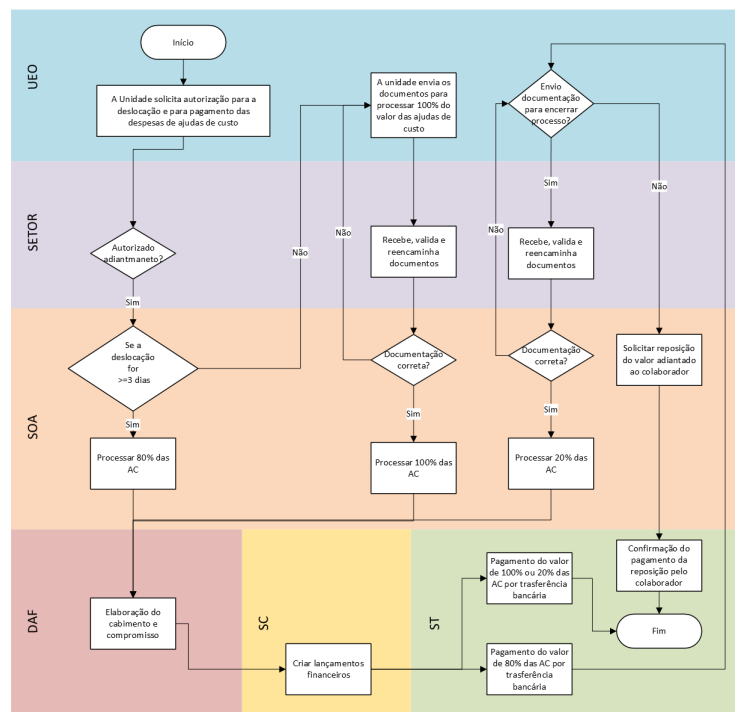 UEO
Início
A Unidade solicita autorização para a
deslocação e para pagamento das
despesas de ajudas de custo
A unidade envia os
documentos para
processar 100% do
valor das ajudas de
custo
Envio
documentação
para encerrar
processo?
Sim
Não
SETOR
Autorizado
adiantmaneto?
Sim
Não
Não
Recebe, valida e
reencaminha
documentos
Não
Recebe, valida e
reencaminha
documentos
SOA
Se a
deslocação
for
>=3 dias
Sim
Processar 80% das
AC
Documentação
correta?
Sim
Processar 100% das
AC
Documentação
correta?
Sim
Processar 20% das
AC
Solicitar reposição
do valor adiantado
ao colaborador
DAF
Elaboração do
cabimento e
compromisso
SC
Criar lançamentos
financeiros
ST
Pagamento do valor
de 100% ou 20% das
AC por trasferência
bancária
Pagamento do valor
de 80% das AC por
trasferência
bancária
Confirmação do
pagamento da
reposição pelo
colaborador
Fim